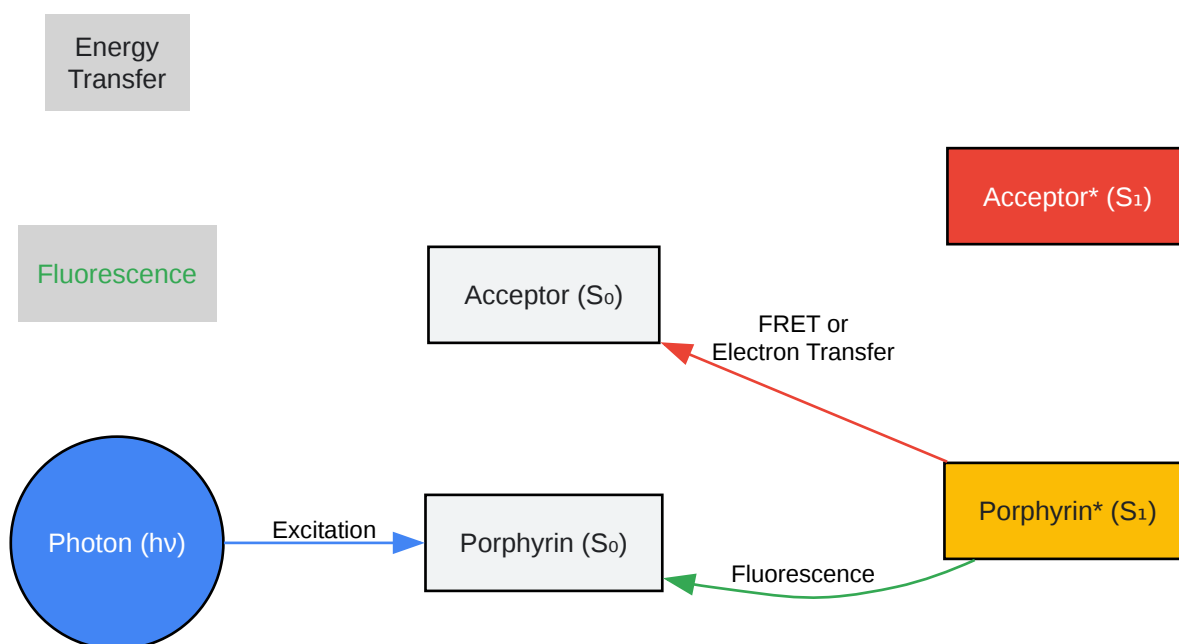 Energy
Transfer
Acceptor* (S₁)
Fluorescence
Acceptor (S₀)
FRET or
Electron Transfer
Photon (hν)
Excitation
Porphyrin (S₀)
Porphyrin* (S₁)
Fluorescence